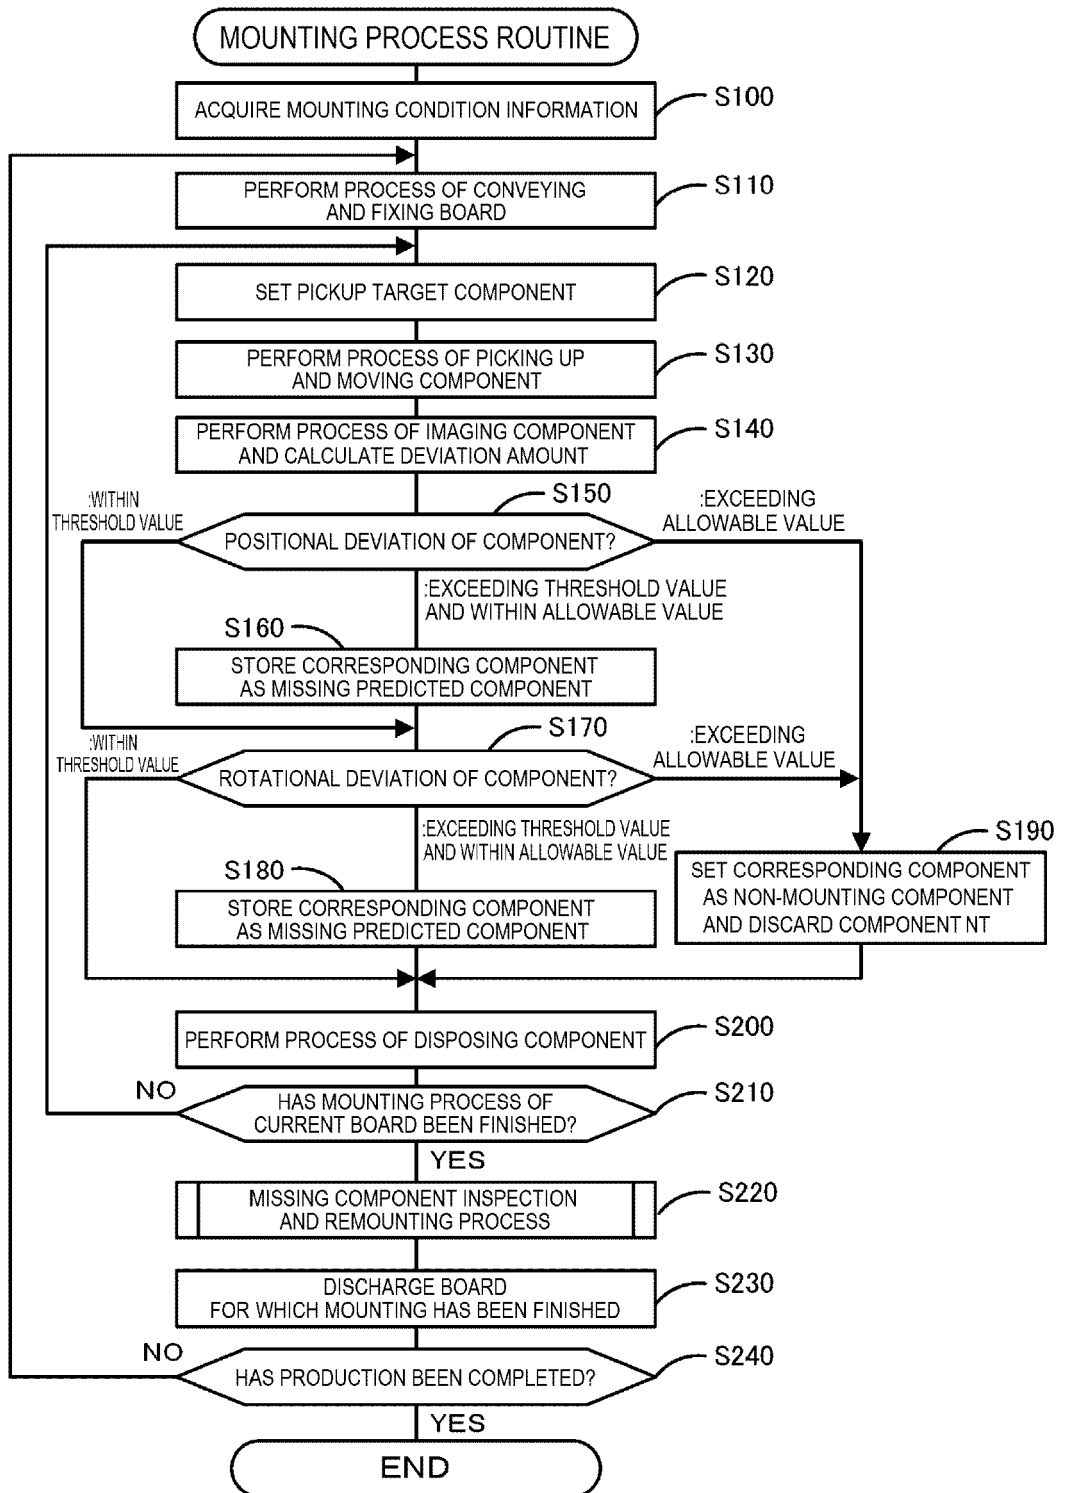 MOUNTING PROCESS ROUTINE
ACQUIRE MOUNTING CONDITION INFORMATION
S100
PERFORM PROCESS OF CONVEYING
AND FIXING BOARD
S110
SET PICKUP TARGET COMPONENT
S120
PERFORM PROCESS OF PICKING UP
AND MOVING COMPONENT
S130
PERFORM PROCESS OF IMAGING COMPONENT
AND CALCULATE DEVIATION AMOUNT
S140
:WITHIN
THRESHOLD VALUE
S150
:EXCEEDING
ALLOWABLE VALUE
POSITIONAL DEVIATION OF COMPONENT?
:EXCEEDING THRESHOLD VALUE
AND WITHIN ALLOWABLE VALUE
S160
STORE CORRESPONDING COMPONENT
AS MISSING PREDICTED COMPONENT
:WITHIN
THRESHOLD VALUE
S170
:EXCEEDING
ALLOWABLE VALUE
ROTATIONAL DEVIATION OF COMPONENT?
:EXCEEDING THRESHOLD VALUE
AND WITHIN ALLOWABLE VALUE
S190
SET CORRESPONDING COMPONENT
AS NON-MOUNTING COMPONENT
AND DISCARD COMPONENT NT
S180
STORE CORRESPONDING COMPONENT
AS MISSING PREDICTED COMPONENT
PERFORM PROCESS OF DISPOSING COMPONENT
S200
NO
HAS MOUNTING PROCESS OF
CURRENT BOARD BEEN FINISHED?
S210
YES
MISSING COMPONENT INSPECTION
AND REMOUNTING PROCESS
S220
DISCHARGE BOARD
FOR WHICH MOUNTING HAS BEEN FINISHED
S230
NO
HAS PRODUCTION BEEN COMPLETED?
S240
YES
END